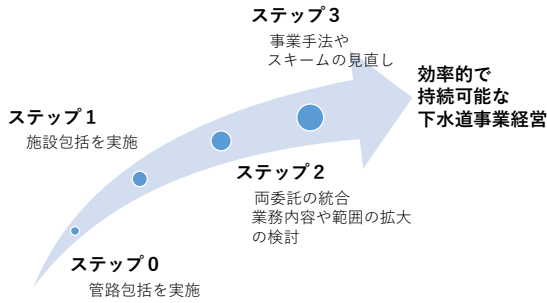 ステップ3
事業手法や
スキームの見直し
効率的で
持続可能な
下水道事業経営
ステップ1
施設包括を実施
ステップ2
両委託の統合
業務内容や範囲の拡大
の検討
ステップ0
管路包括を実施